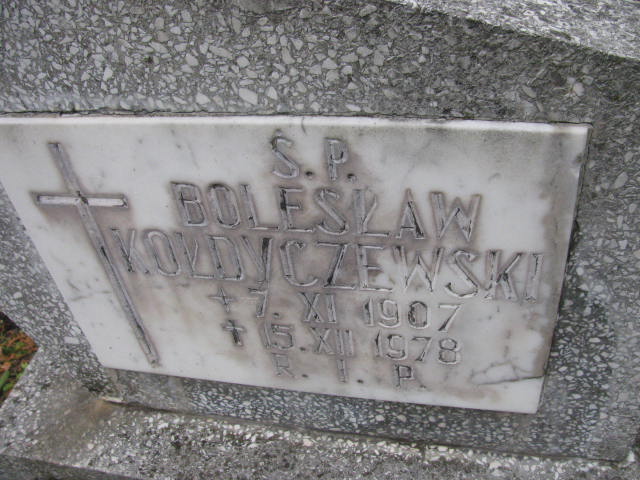 Ś.P.
BOLESŁAW
KOŁDYCZEWSKI
+ 7. XI 1907
+ 15. XII 1978
R. I P.